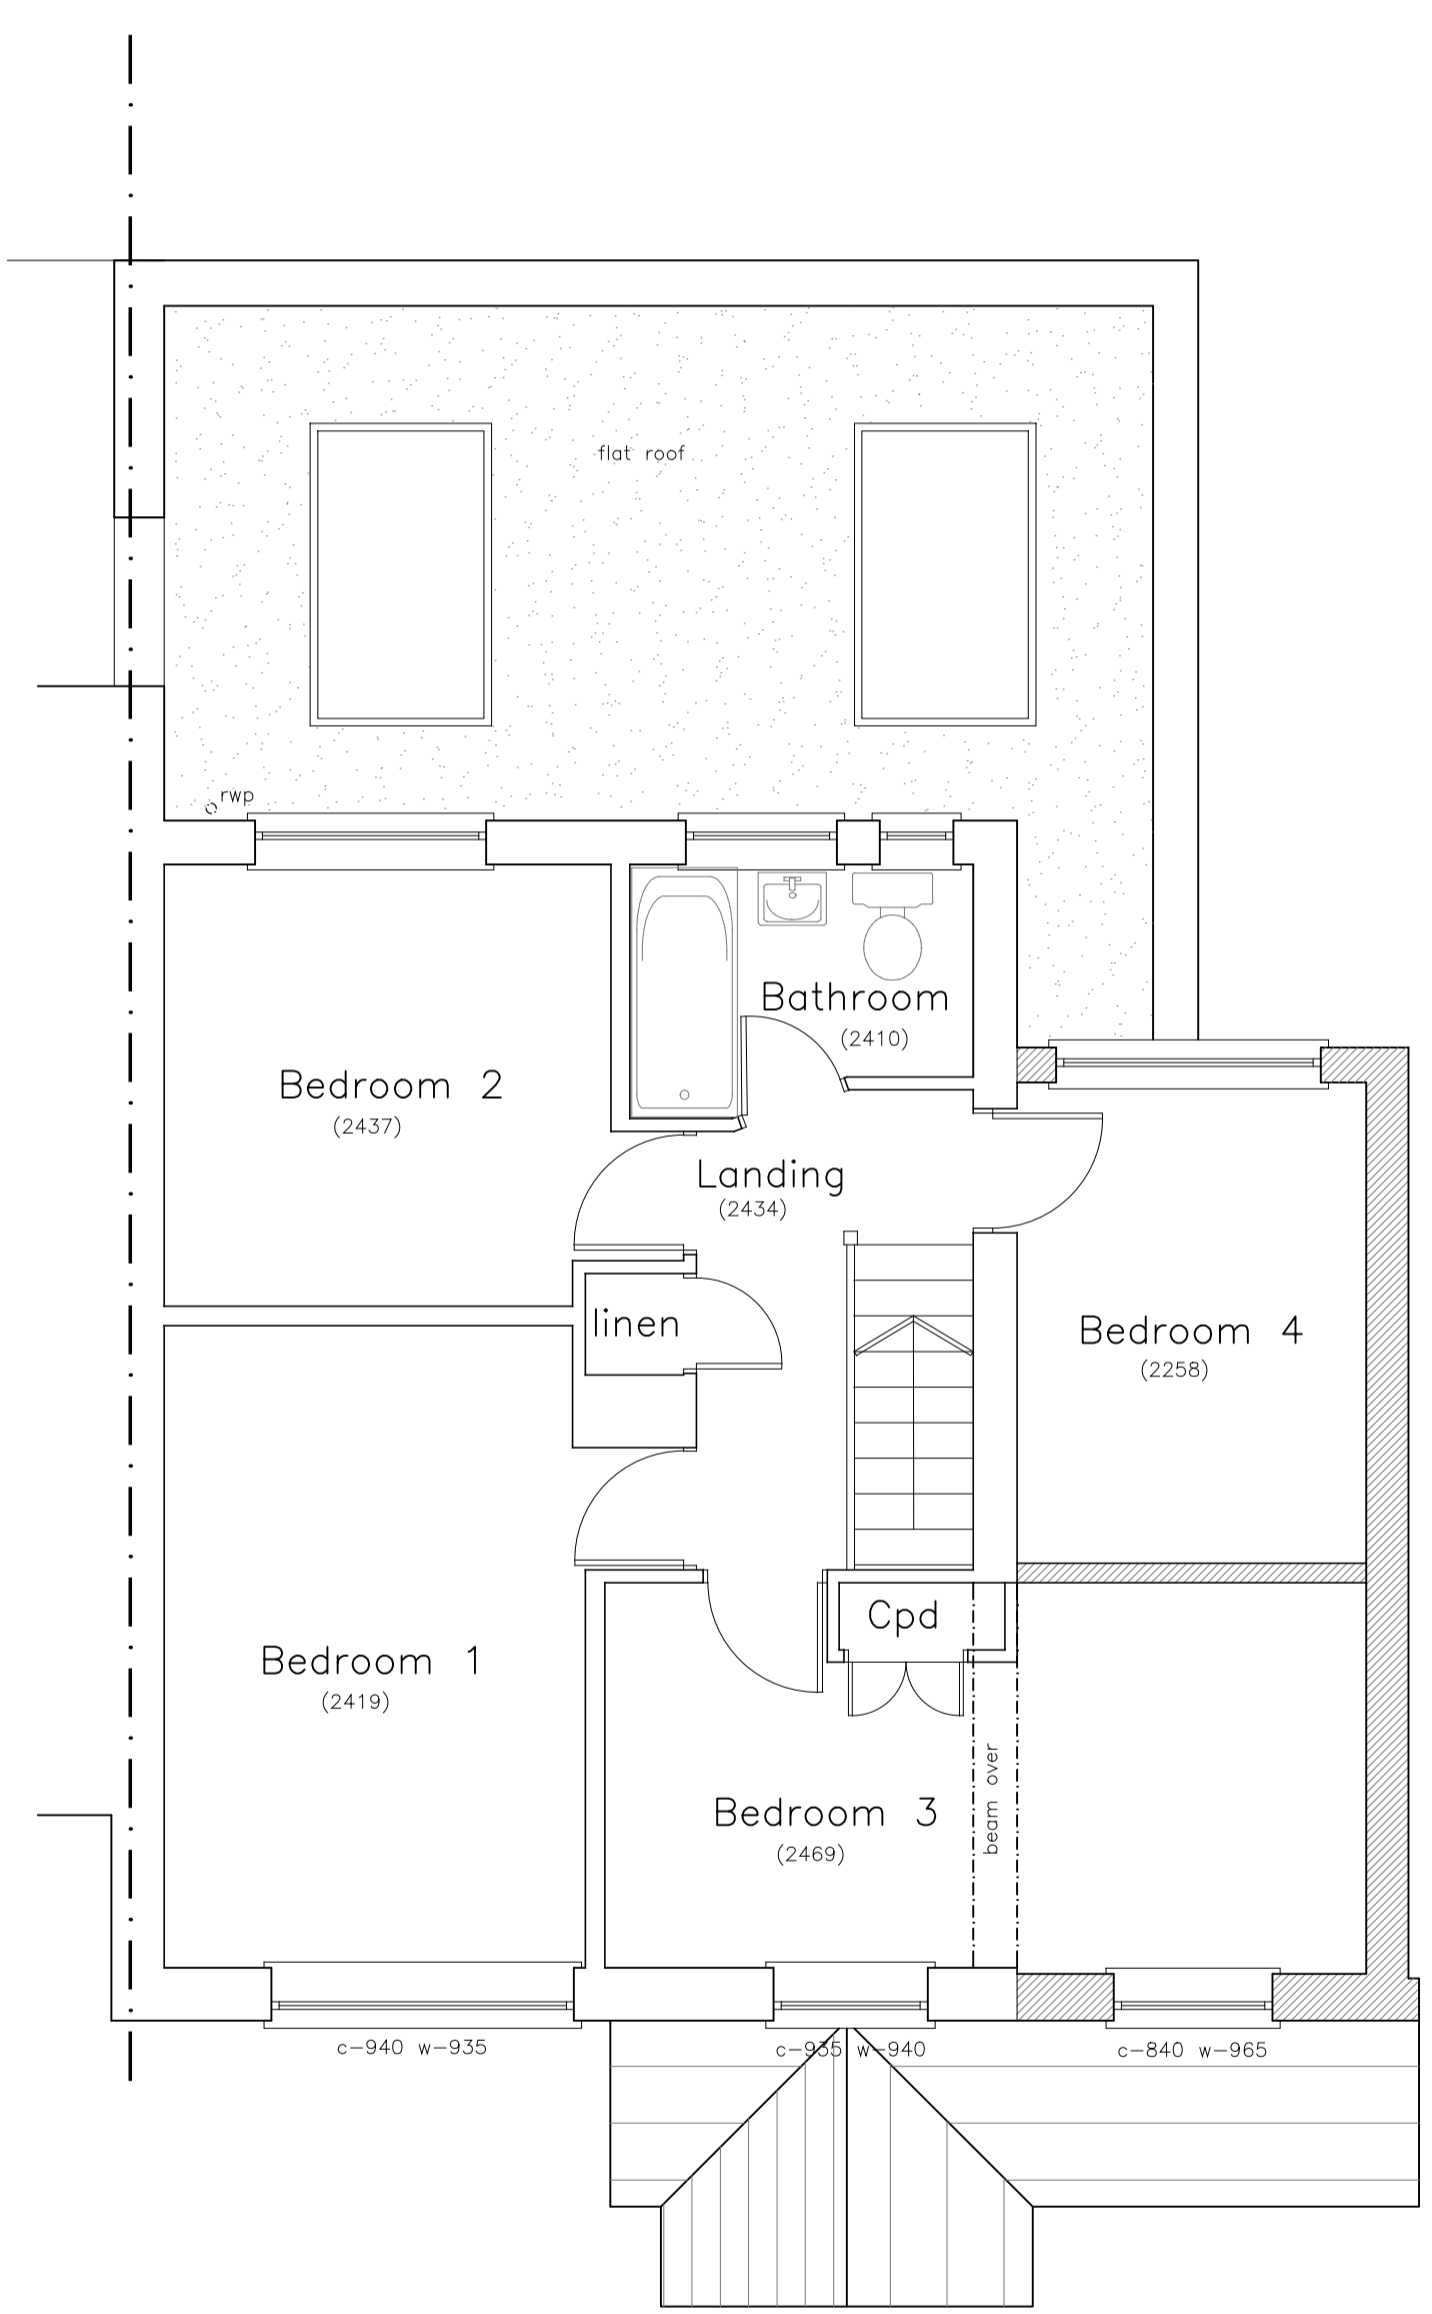 flat roof
rwp
Bathroom
(2410)
Bedroom 2
(2437)
Landing
(2434)
linen
Bedroom 4
(2258)
Cpd
Bedroom 1
(2419)
beam over
Bedroom 3
(2469)
c-940 w-935
c-935 w-940
c-840 w-965